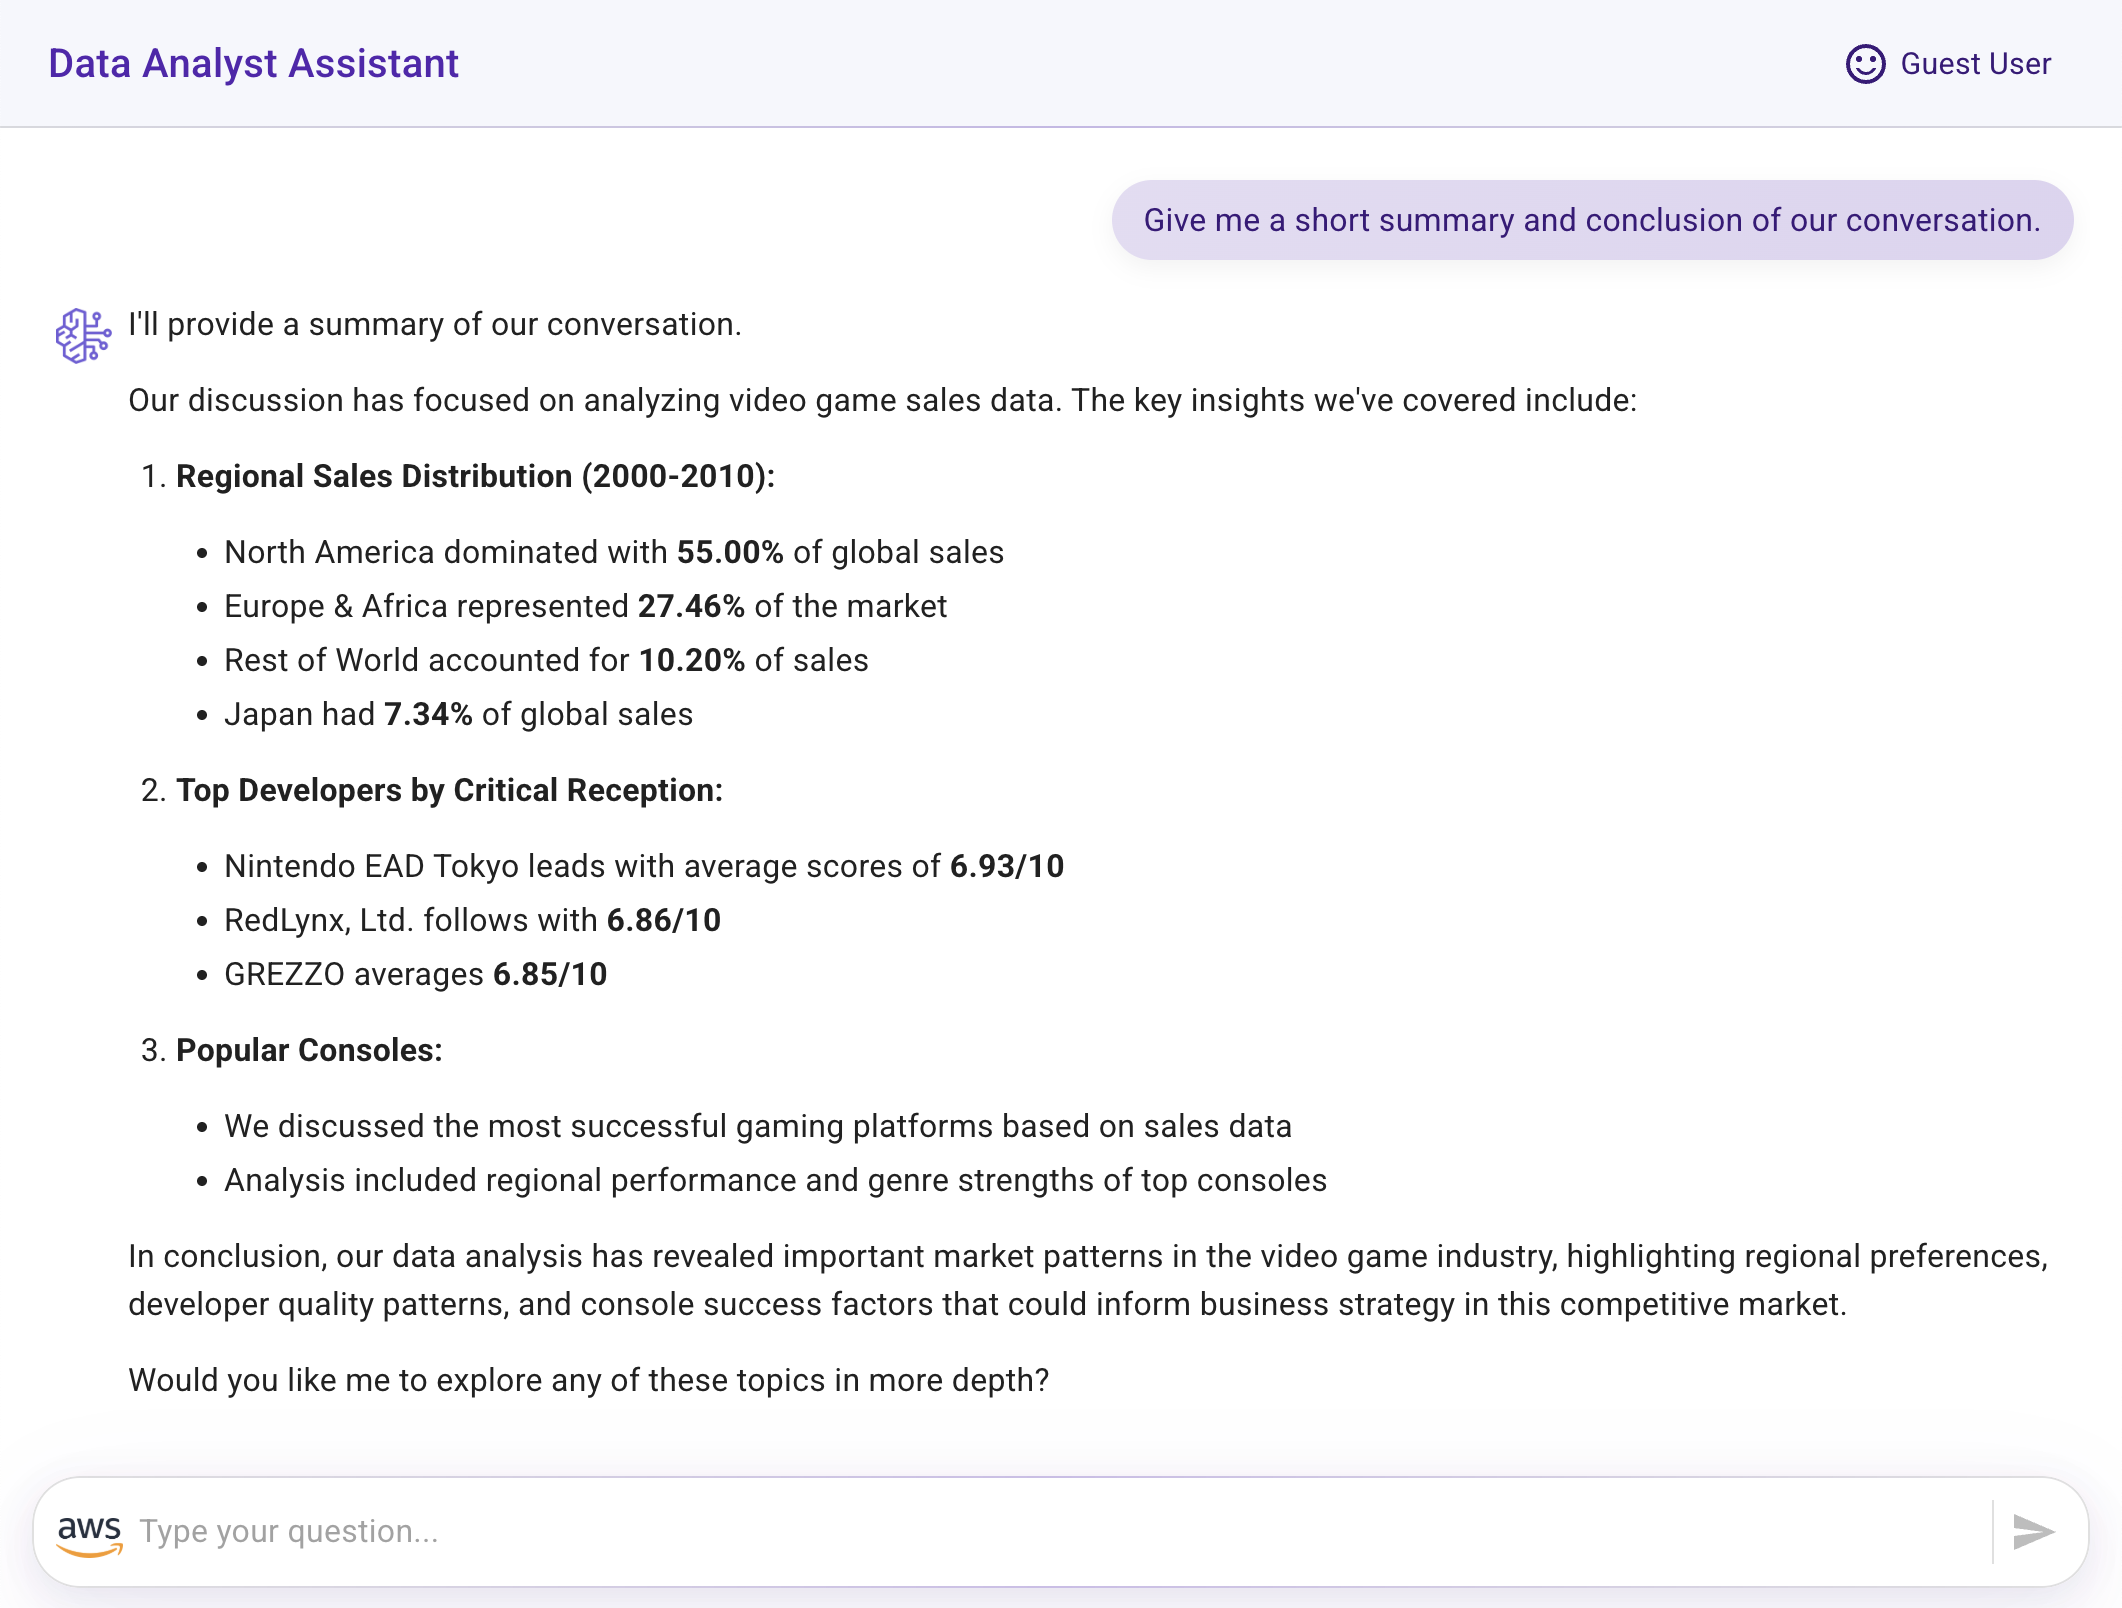 Data Analyst Assistant
Guest User
Give me a short summary and conclusion of our conversation.
I'll provide a summary of our conversation.
Our discussion has focused on analyzing video game sales data. The key insights we've covered include:
1. Regional Sales Distribution (2000-2010):
• North America dominated with 55.00% of global sales
• Europe & Africa represented 27.46% of the market
• Rest of World accounted for 10.20% of sales
• Japan had 7.34% of global sales
2. Top Developers by Critical Reception:
• Nintendo EAD Tokyo leads with average scores of 6.93/10
• RedLynx, Ltd. follows with 6.86/10
• GREZZO averages 6.85/10
3. Popular Consoles:
• We discussed the most successful gaming platforms based on sales data
• Analysis included regional performance and genre strengths of top consoles
In conclusion, our data analysis has revealed important market patterns in the video game industry, highlighting regional preferences,
developer quality patterns, and console success factors that could inform business strategy in this competitive market.
Would you like me to explore any of these topics in more depth?
aws Type your question...